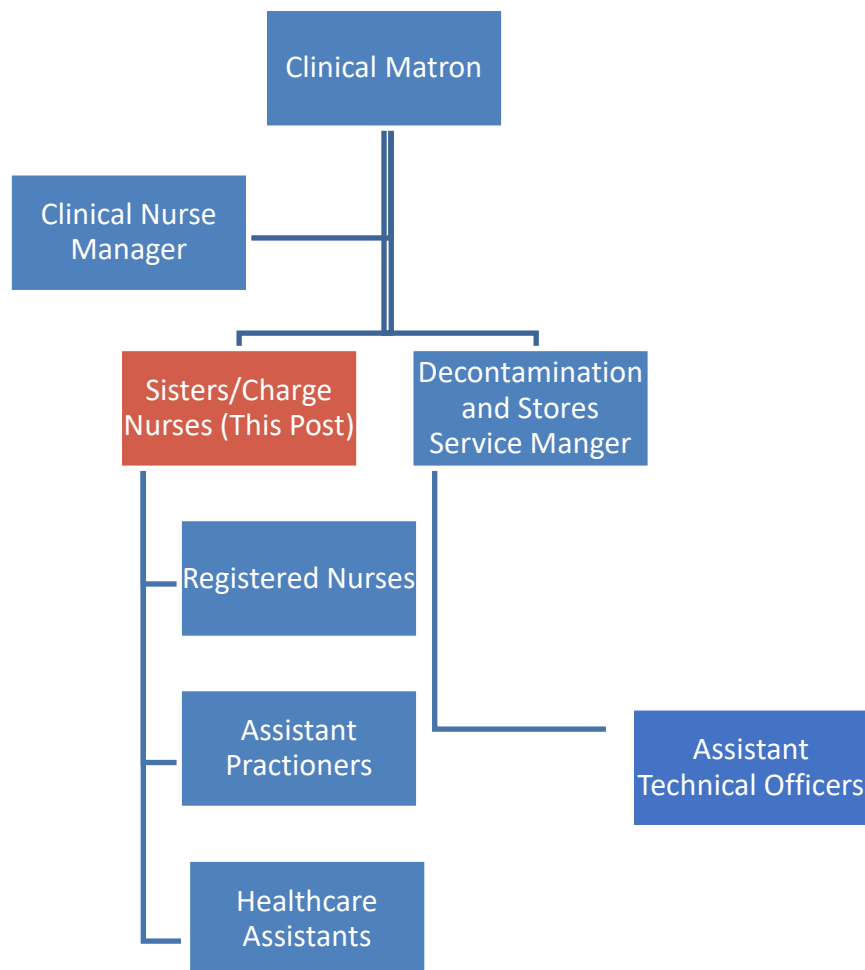 Clinical Matron
Clinical Nurse
Manager
Sisters/Charge
Nurses (This Post)
Decontamination
and Stores
Service Manger
Registered Nurses
Assistant
Practioners
Assistant
Technical Officers
Healthcare
Assistants